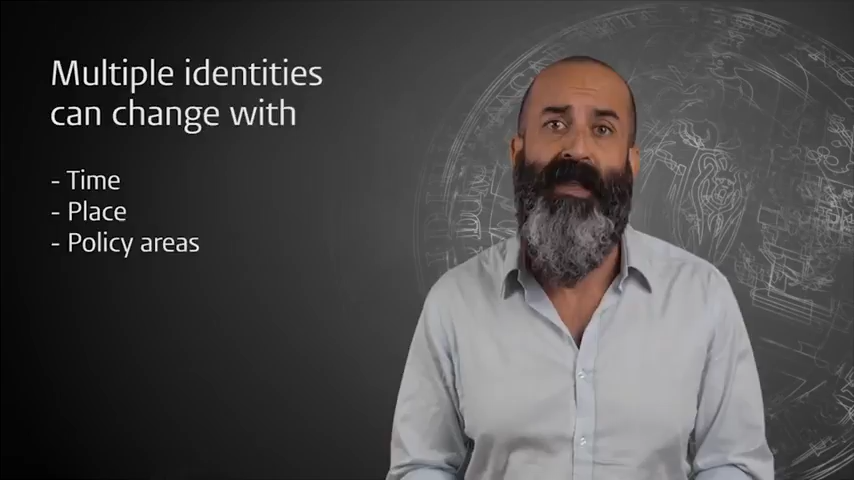 Multiple identities
can change with
- Time
- Place
- Policy areas